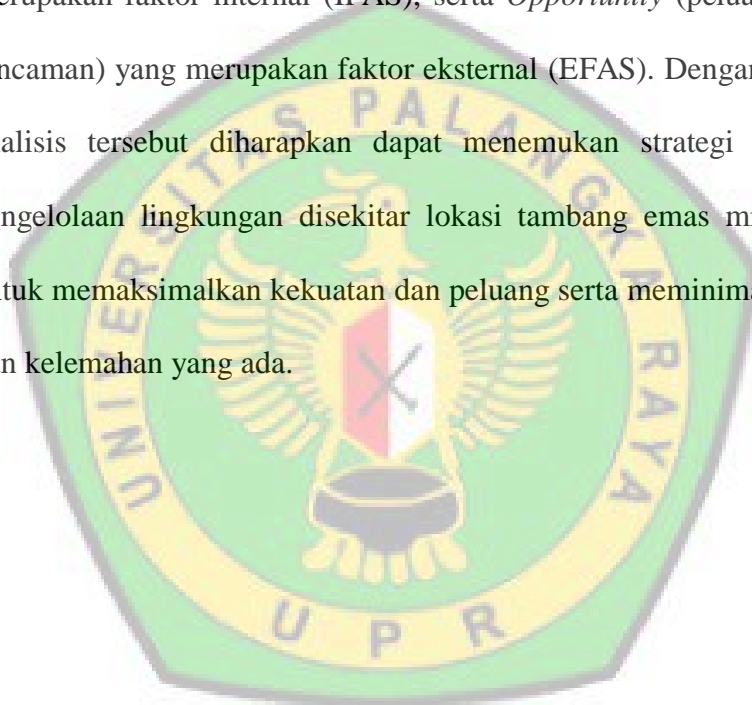 erupakan faktor internal (IFAS), serta Opportunity (pelua
ncaman) yang merupakan faktor eksternal (EFAS). Dengan
alisis tersebut diharapkan dapat menemukan strategi
ngelolaan lingkungan disekitar lokasi tambang emas m
tuk memaksimalkan kekuatan dan peluang serta meminima
n kelemahan yang ada.
UNIVERSITAS PALANGKA RAYA
UPR